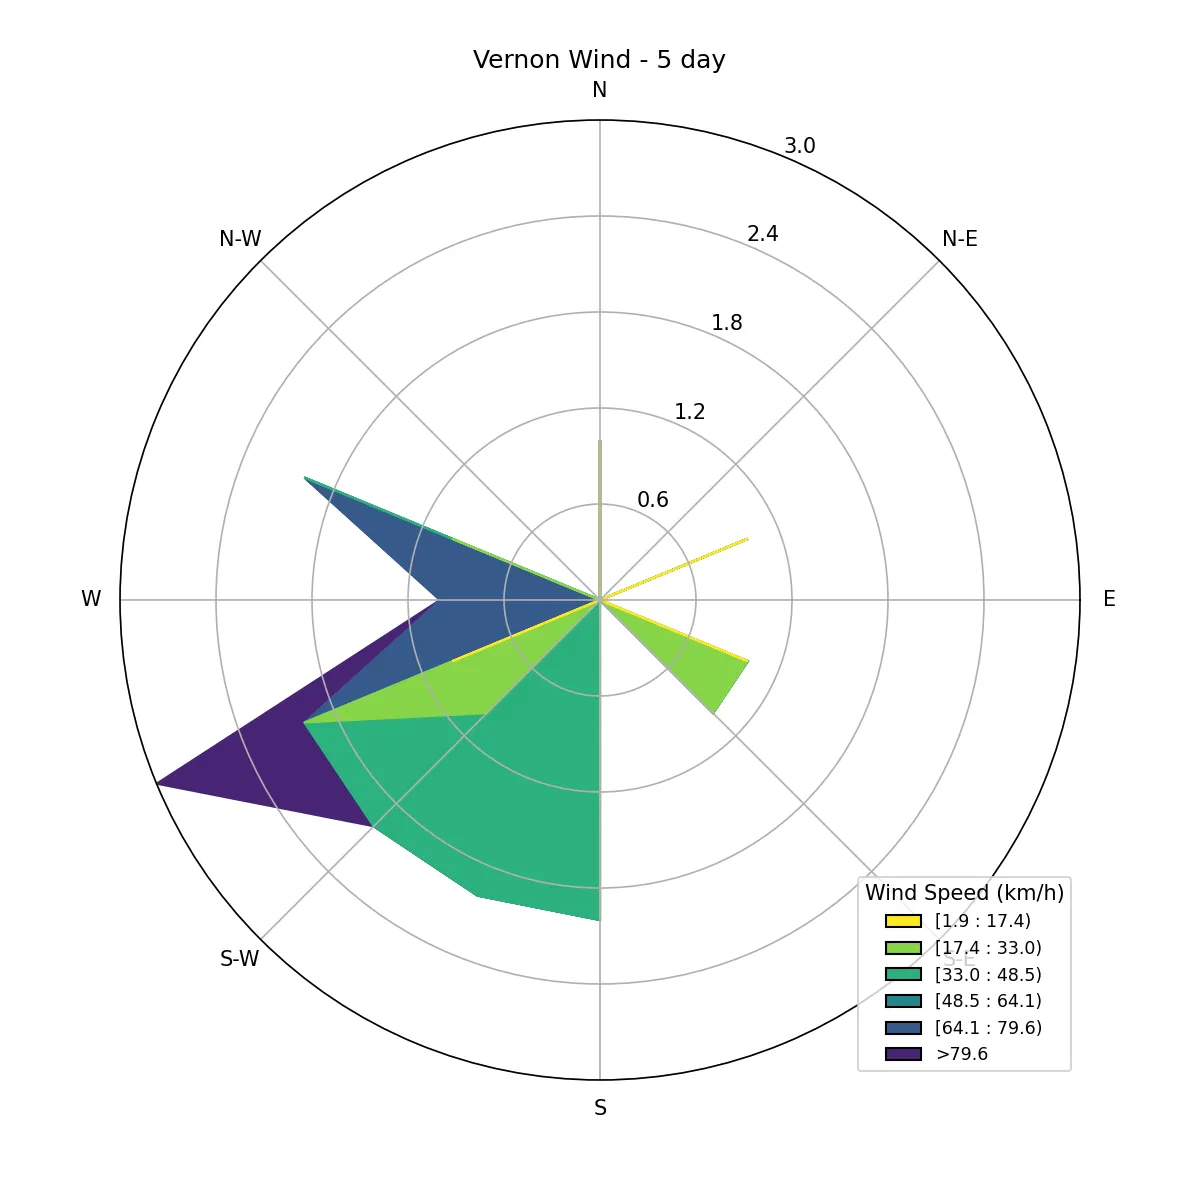 Vernon Wind - 5 day
N
3.0
N-W
N-E
2.4
1.8
1.2
0.6
W
E
Wind Speed (km/h)
[1.9 : 17.4)
[17.4 : 33.0)
S-W
S-E
[33.0 : 48.5)
[48.5 : 64.1)
[64.1 : 79.6)
>79.6
S